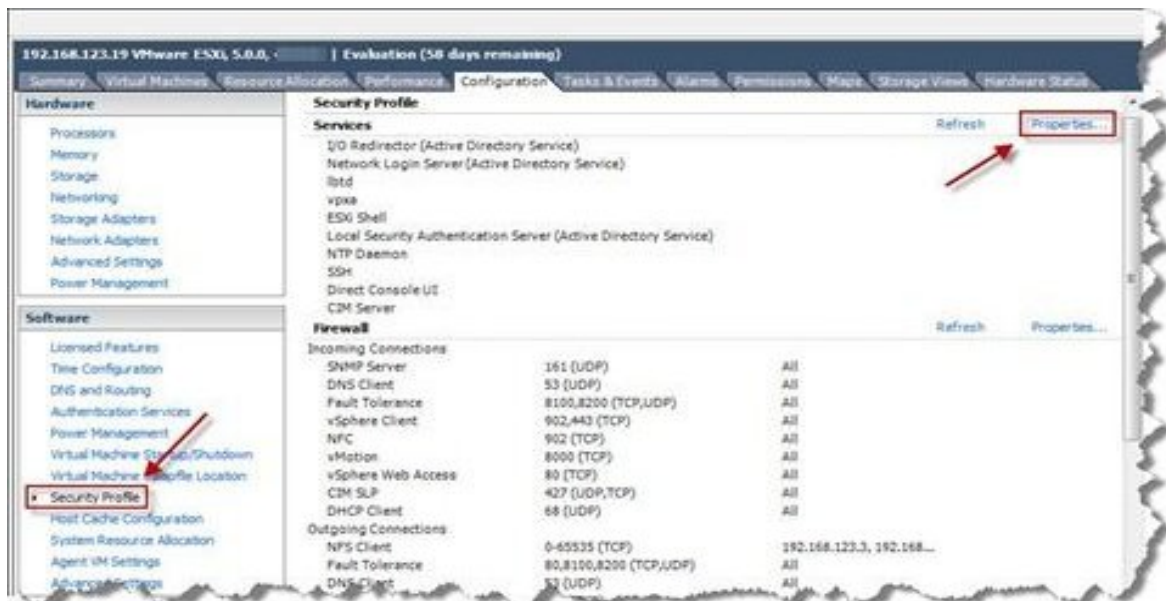 192.168.123.19 VMware ESXi, 5.0.0, | Evaluation (58 days remaining)
Summary Virtual Machines Resource Allocation Performance Configuration Tasks & Events Alarms Permissions Maps Storage Views Hardware Status
Hardware
Processors
Memory
Storage
Networking
Storage Adapters
Network Adapters
Advanced Settings
Power Management
Software
Licensed Features
Time Configuration
DNS and Routing
Authentication Services
Power Management
Virtual Machine Startup/Shutdown
Virtual Machine Location
Security Profile
Host Cache Configuration
System Resource Allocation
Agent VM Settings
Advanced Settings
Security Profile
Services Refresh Properties...
I/O Redirector (Active Directory Service)
Network Login Server (Active Directory Service)
lbtd
vpxa
ESXi Shell
Local Security Authentication Server (Active Directory Service)
NTP Daemon
SSH
Direct Console UI
CIM Server
Firewall Refresh Properties...
Incoming Connections
SNMP Server 161 (UDP) All
DNS Client 53 (UDP) All
Fault Tolerance 8100,8200 (TCP,UDP) All
vSphere Client 902,443 (TCP) All
NFC 902 (TCP) All
vMotion 8000 (TCP) All
vSphere Web Access 80 (TCP) All
CIM SLP 427 (UDP,TCP) All
DHCP Client 68 (UDP) All
Outgoing Connections
NFS Client 0-65535 (TCP) 192.168.123.3, 192.168...
Fault Tolerance 80,8100,8200 (TCP,UDP) All
DNS Client 53 (UDP) All